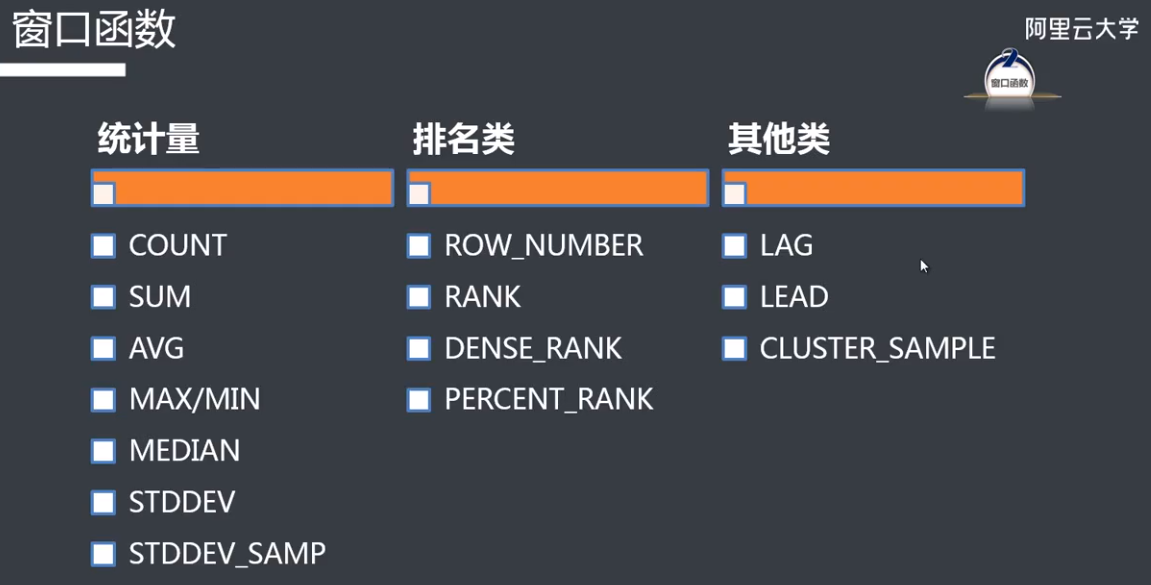 窗口函数
阿里云大学
窗口函数
统计量
COUNT
SUM
AVG
MAX/MIN
MEDIAN
STDDEV
STDDEV_SAMP
排名类
ROW_NUMBER
RANK
DENSE_RANK
PERCENT_RANK
其他类
LAG
LEAD
CLUSTER_SAMPLE